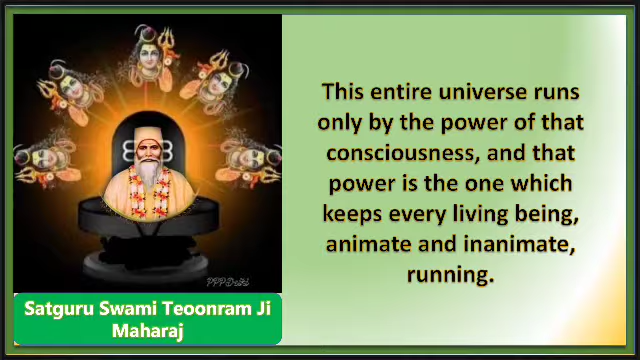 This entire universe runs
only by the power of that
consciousness, and that
power is the one which
keeps every living being,
animate and inanimate,
running.
Satguru Swami Teoonram Ji
Maharaj